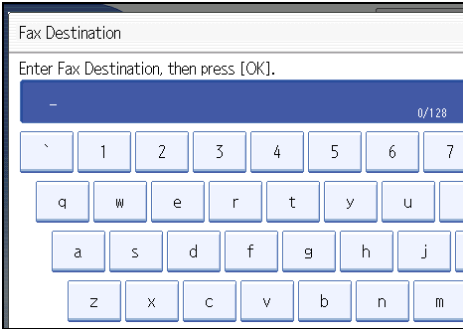 Fax Destination
Enter Fax Destination, then press [OK].
_
0/128
` 1 2 3 4 5 6 7
q w e r t y u
a s d f g h j
z x c v b n m